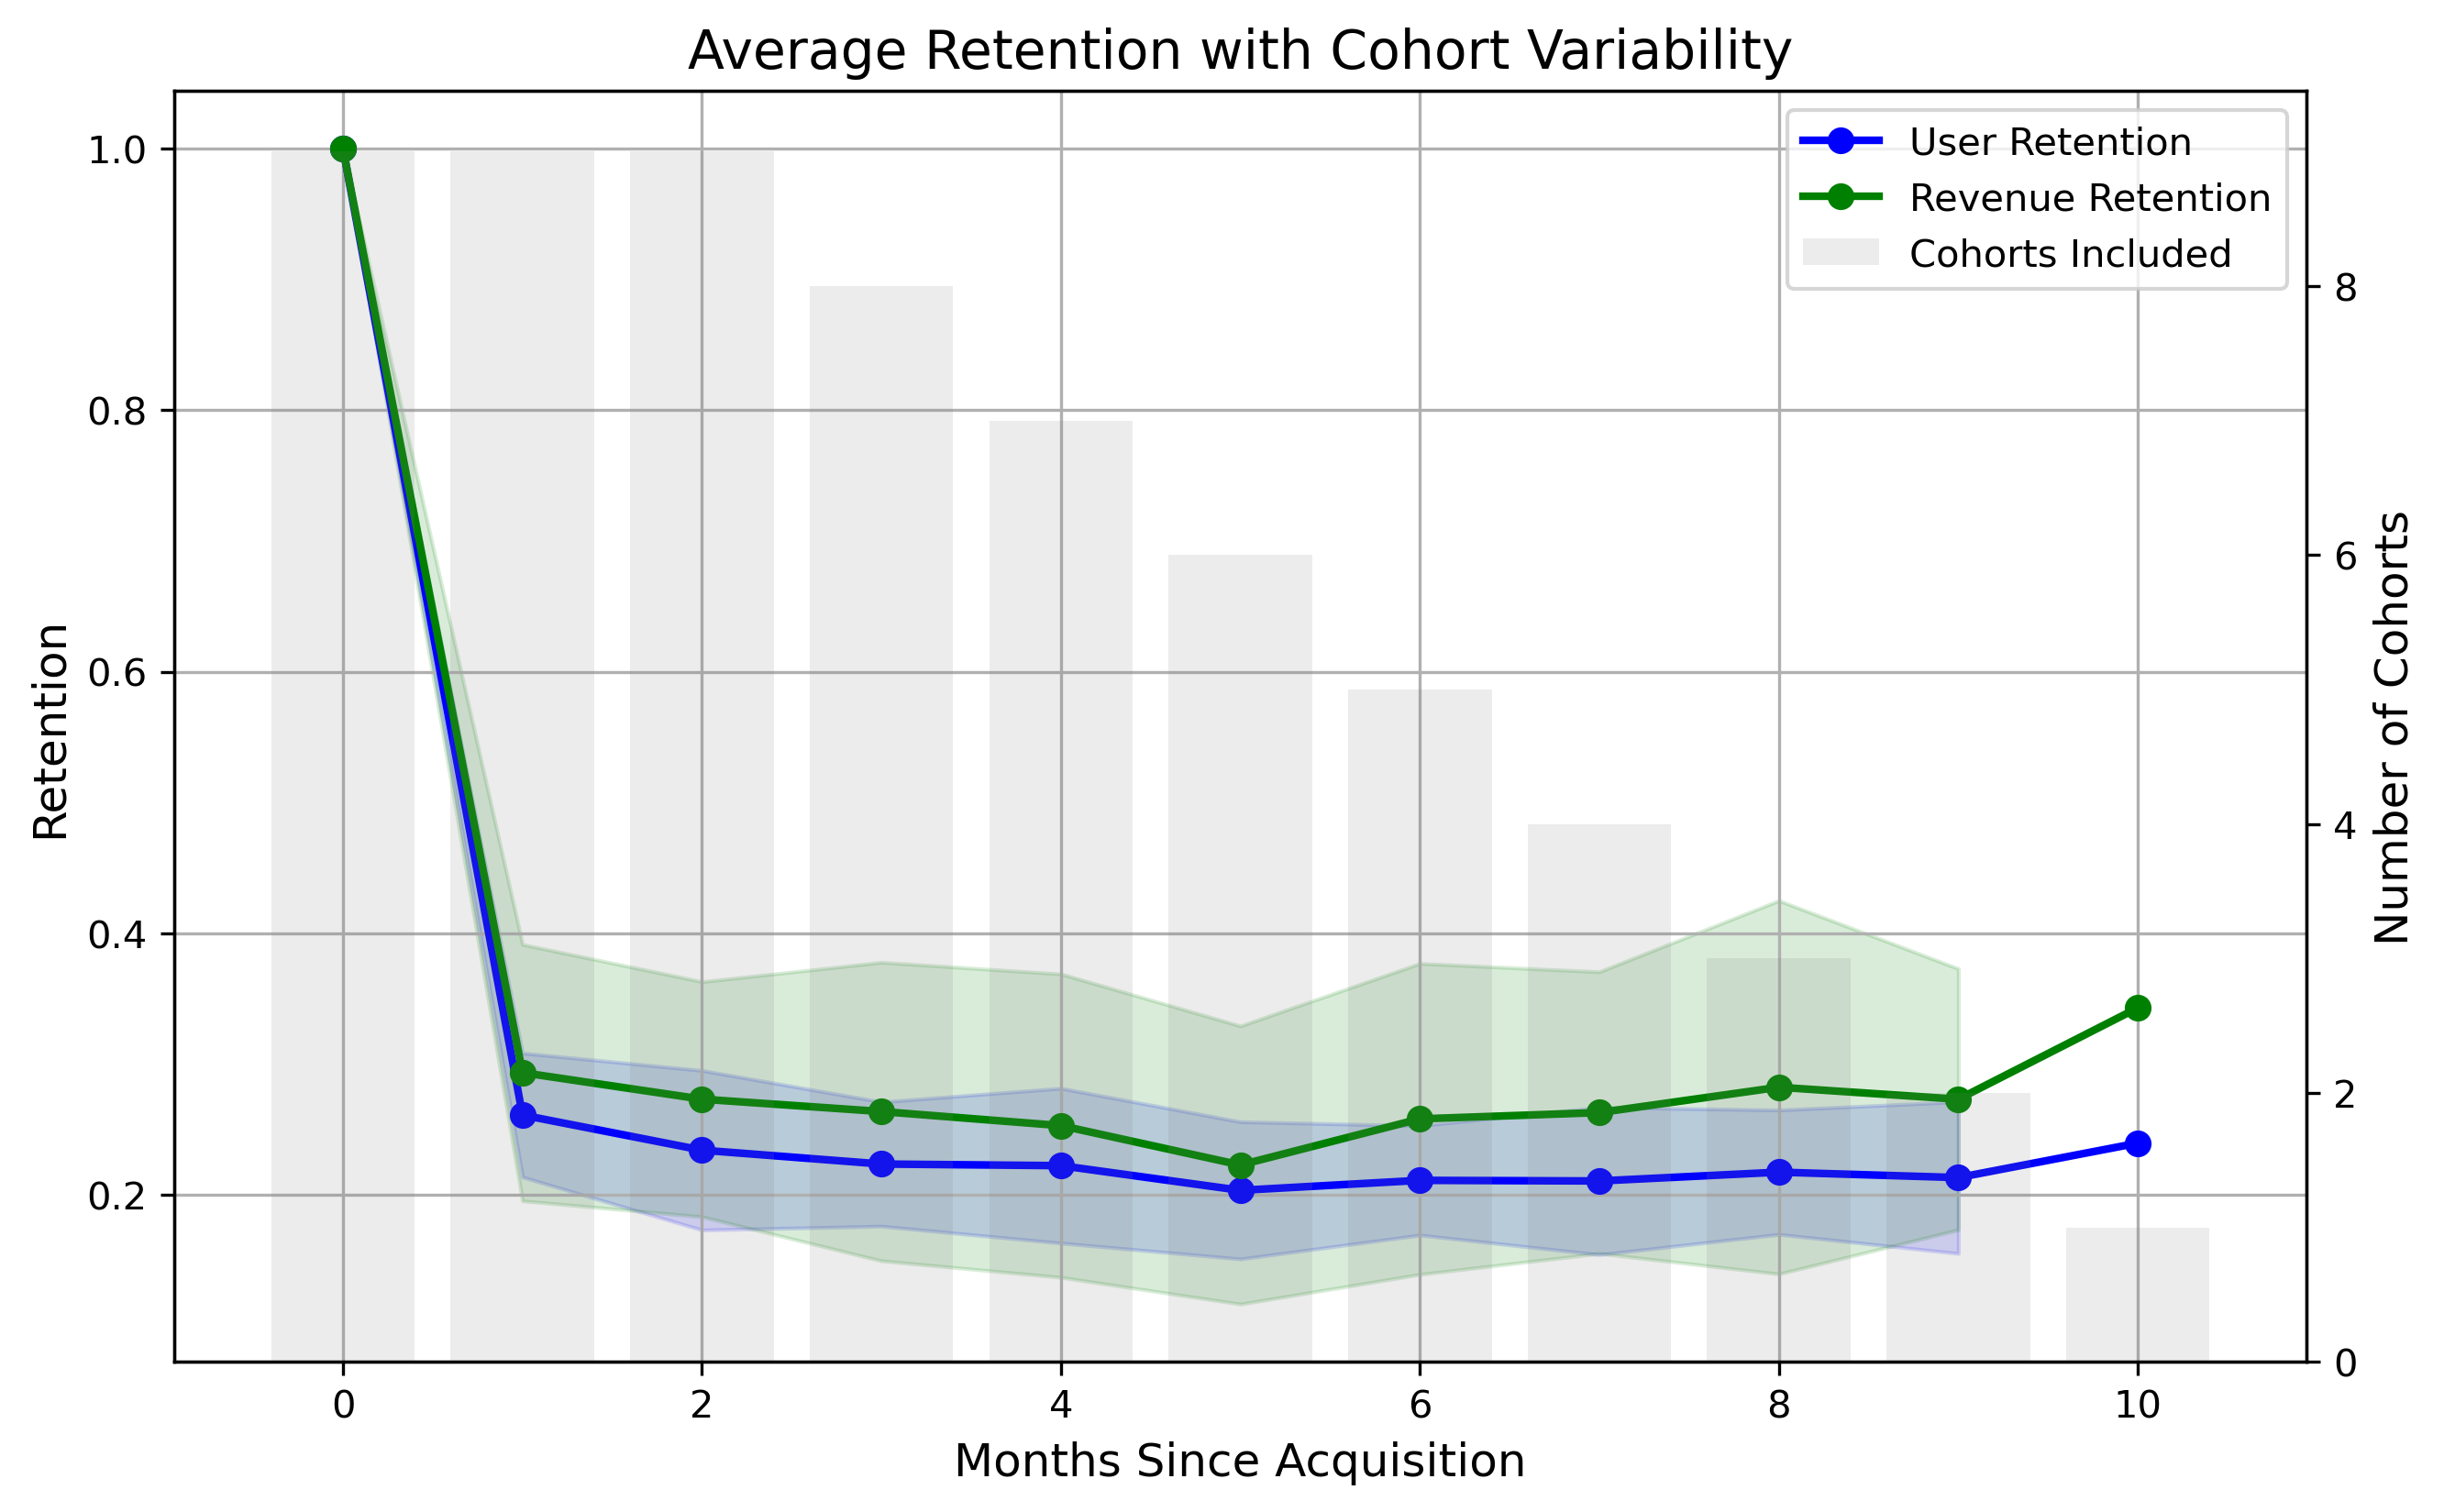 Average Retention with Cohort Variability
User Retention
Revenue Retention
Cohorts Included
Retention
1.0
0.8
0.6
0.4
0.2
Number of Cohorts
8
6
4
2
0
0 2 4 6 8 10
Months Since Acquisition